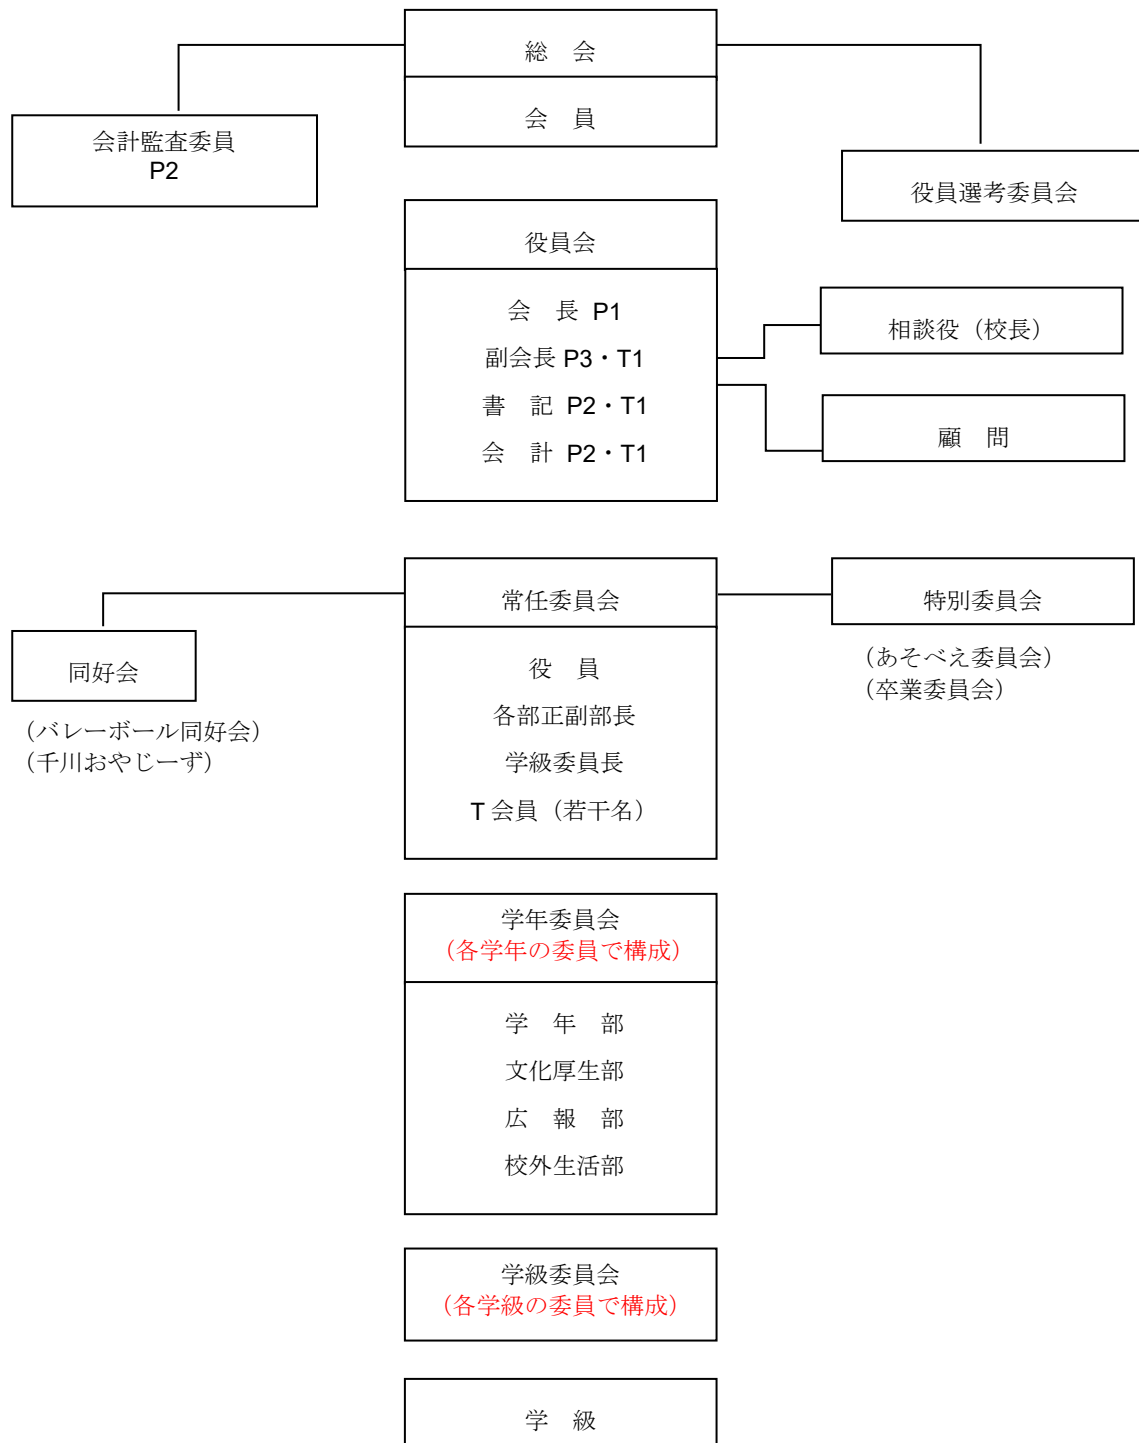 総　会
会　員
会計監査委員
P2
役員選考委員会
役員会
会　長 P1
副会長 P3・T1
書　記 P2・T1
会　計 P2・T1
相談役（校長）
顧　問
常任委員会
役　員
各部正副部長
学級委員長
T 会員（若干名）
同好会
（バレーボール同好会）
（千川おやじーず）
特別委員会
（あそべえ委員会）
（卒業委員会）
学年委員会
（各学年の委員で構成）
学　年　部
文化厚生部
広　報　部
校外生活部
学級委員会
（各学級の委員で構成）
学　級